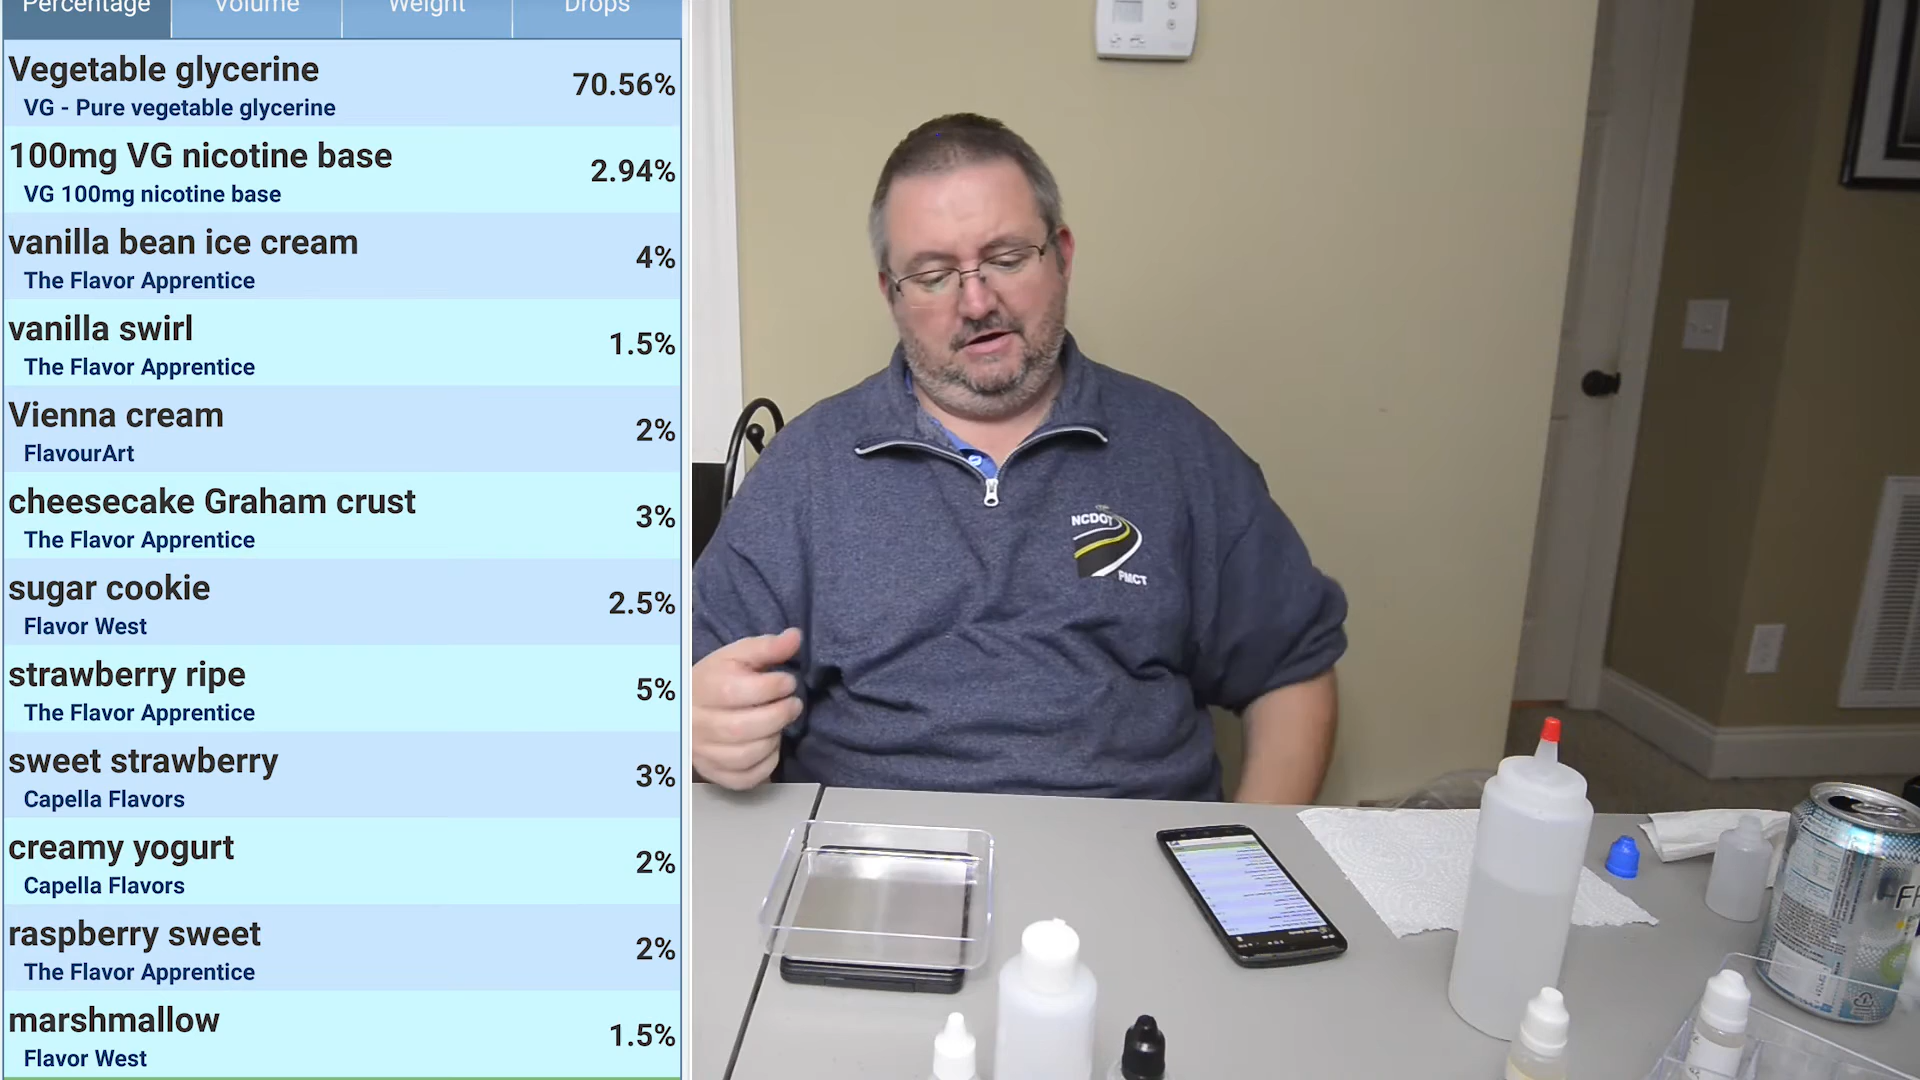 Percentage Volume Weight Drops
Vegetable glycerine 70.56%
VG - Pure vegetable glycerine
100mg VG nicotine base 2.94%
VG 100mg nicotine base
vanilla bean ice cream 4%
The Flavor Apprentice
vanilla swirl 1.5%
The Flavor Apprentice
Vienna cream 2%
FlavourArt
cheesecake Graham crust 3%
The Flavor Apprentice
sugar cookie 2.5%
Flavor West
strawberry ripe 5%
The Flavor Apprentice
sweet strawberry 3%
Capella Flavors
creamy yogurt 2%
Capella Flavors
raspberry sweet 2%
The Flavor Apprentice
marshmallow 1.5%
Flavor West
NCDOT
PMCT